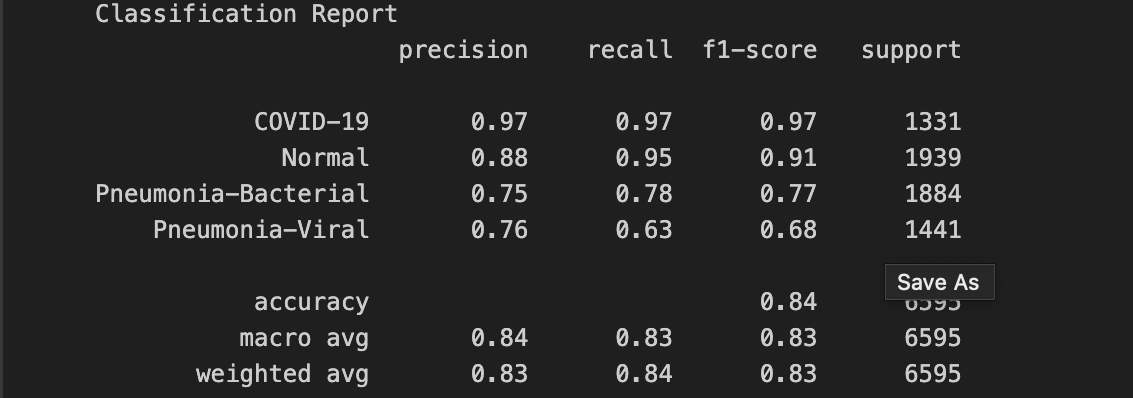 Classification Report
precision recall f1-score support
COVID-19 0.97 0.97 0.97 1331
Normal 0.88 0.95 0.91 1939
Pneumonia-Bacterial 0.75 0.78 0.77 1884
Pneumonia-Viral 0.76 0.63 0.68 1441
Save As
accuracy 0.84 6595
macro avg 0.84 0.83 0.83 6595
weighted avg 0.83 0.84 0.83 6595